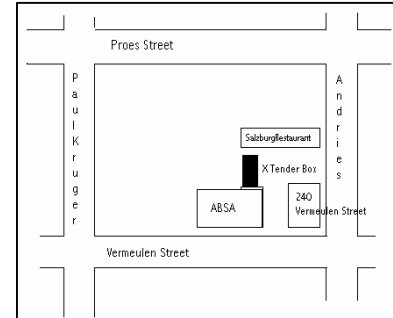 Proes Street
Paul Kruger
Andries
Salzburg Restaurant
X Tender Box
ABSA
240
Vermeulen Street
Vermeulen Street